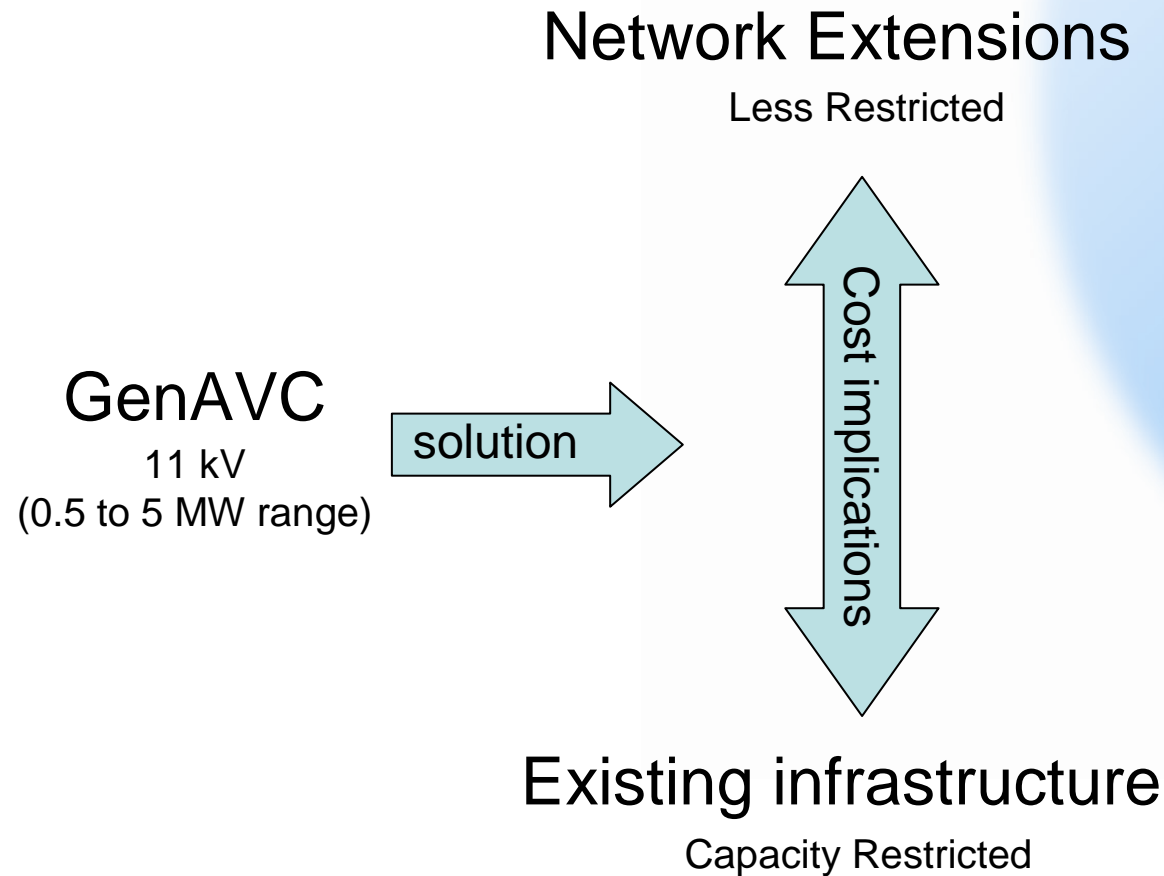 Network Extensions
Less Restricted
Cost implications
GenAVC
11 kV
(0.5 to 5 MW range)
solution
Existing infrastructure
Capacity Restricted